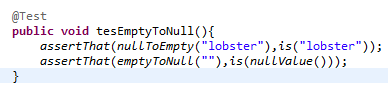 @Test
public void tesEmptyToNull(){
assertThat(nullToEmpty("lobster"),is("lobster"));
assertThat(emptyToNull(""),is(nullValue()));
}